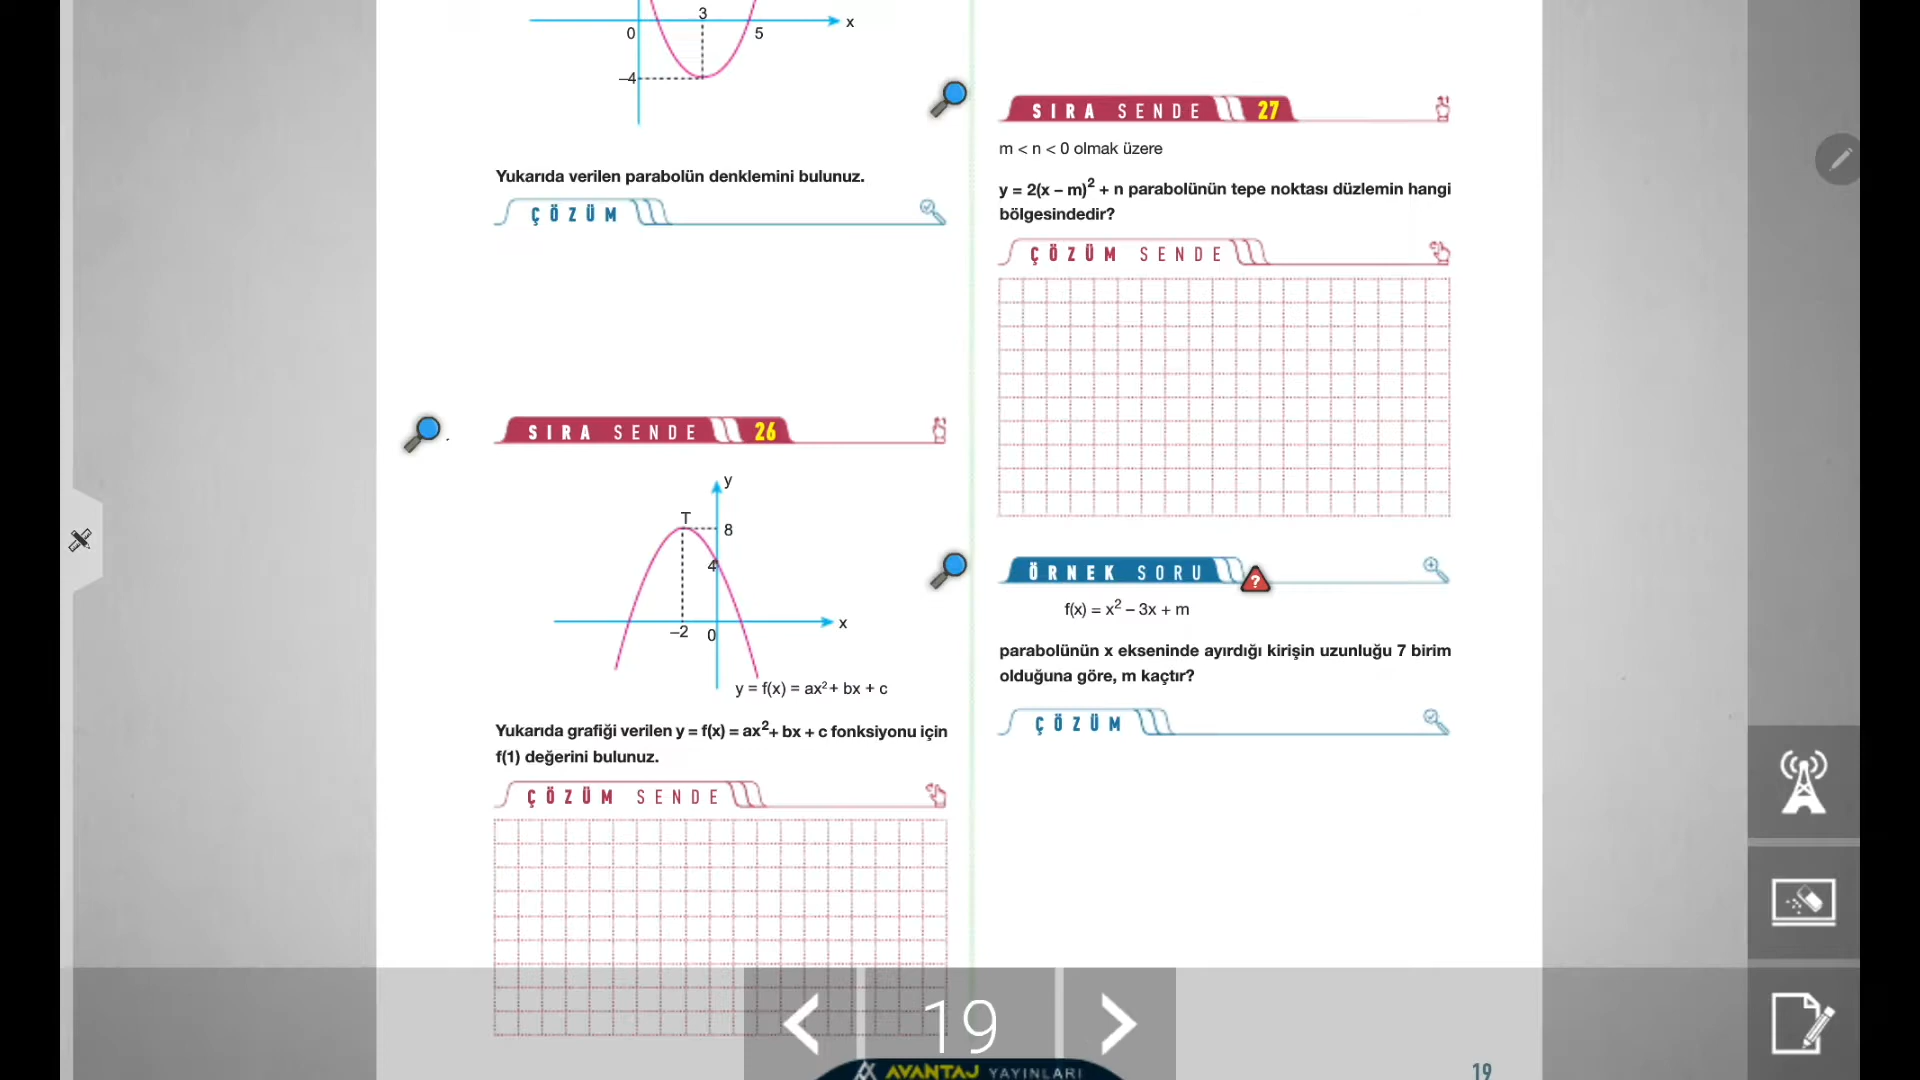 3
x
0
5
–4
Yukarıda verilen parabolün denklemini bulunuz.
ÇÖZÜM
SIRA SENDE 26
y
T
8
4
–2
0
x
y = f(x) = ax² + bx + c
Yukarıda grafiği verilen y = f(x) = ax² + bx + c fonksiyonu için
f(1) değerini bulunuz.
ÇÖZÜM SENDE
SIRA SENDE 27
m < n < 0 olmak üzere
y = 2(x – m)² + n parabolünün tepe noktası düzlemin hangi
bölgesindedir?
ÇÖZÜM SENDE
ÖRNEK SORU
?
f(x) = x² – 3x + m
parabolünün x ekseninde ayırdığı kirişin uzunluğu 7 birim
olduğuna göre, m kaçtır?
ÇÖZÜM
19
AVANTAJ YAYINLARI
19